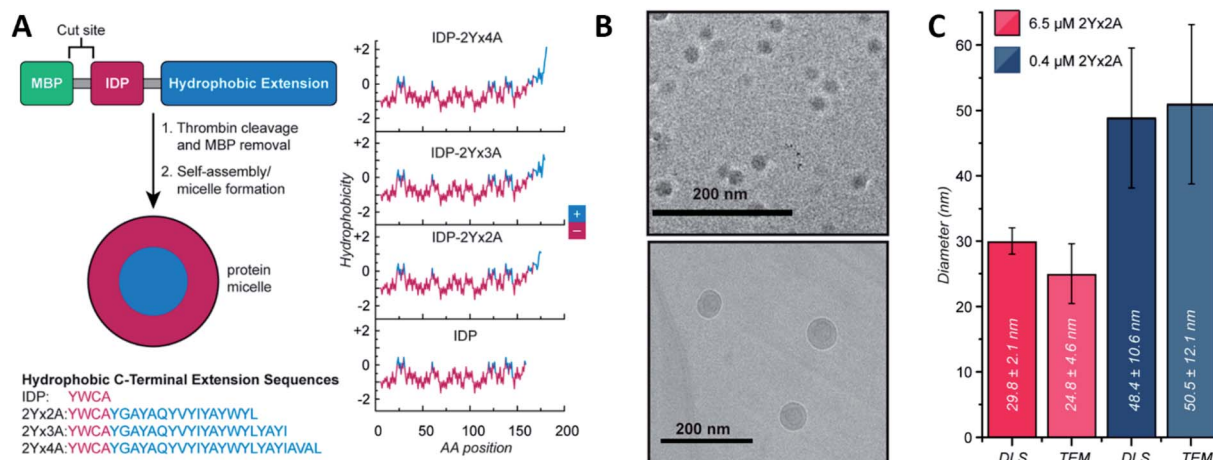 A
Cut site
MBP
IDP
Hydrophobic Extension
1. Thrombin cleavage
and MBP removal
2. Self-assembly/
micelle formation
protein
micelle
Hydrophobic C-Terminal Extension Sequences
IDP: YWCA
2Yx2A:YWCAYGAYAQYVYIYAYWYL
2Yx3A:YWCAYGAYAQYVYIYAYWYLYAYI
2Yx4A:YWCAYGAYAQYVYIYAYWYLYAYIAVAL
Hydrophobicity
IDP-2Yx4A
+2
0
-2
IDP-2Yx3A
+2
0
-2
IDP-2Yx2A
+2
0
-2
IDP
+2
0
-2
0 50 100 150 200
AA position
+
–
B
200 nm
200 nm
C
6.5 µM 2Yx2A
0.4 µM 2Yx2A
Diameter (nm)
60
50
40
30
20
10
0
29.8 ± 2.1 nm
24.8 ± 4.6 nm
48.4 ± 10.6 nm
50.5 ± 12.1 nm
DLS TEM DLS TEM